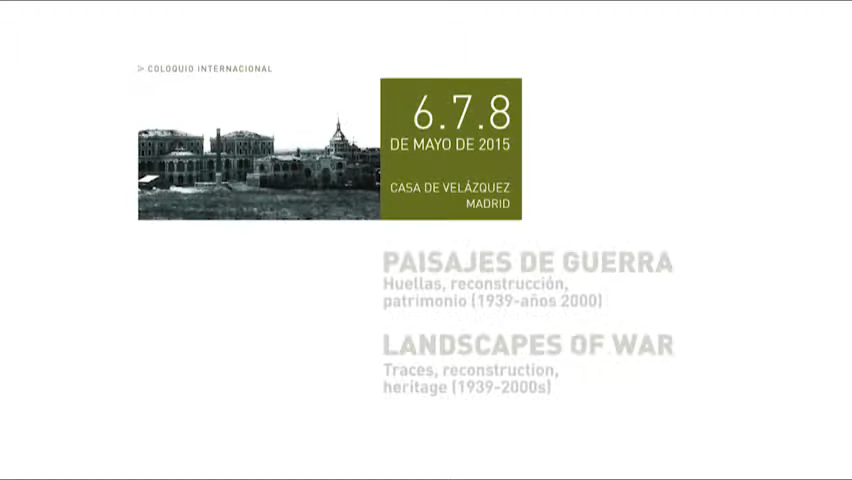 > COLOQUIO INTERNACIONAL
6.7.8
DE MAYO DE 2015
CASA DE VELÁZQUEZ
MADRID
PAISAJES DE GUERRA
Huellas, reconstrucción,
patrimonio (1939-años 2000)
LANDSCAPES OF WAR
Traces, reconstruction,
heritage (1939-2000s)